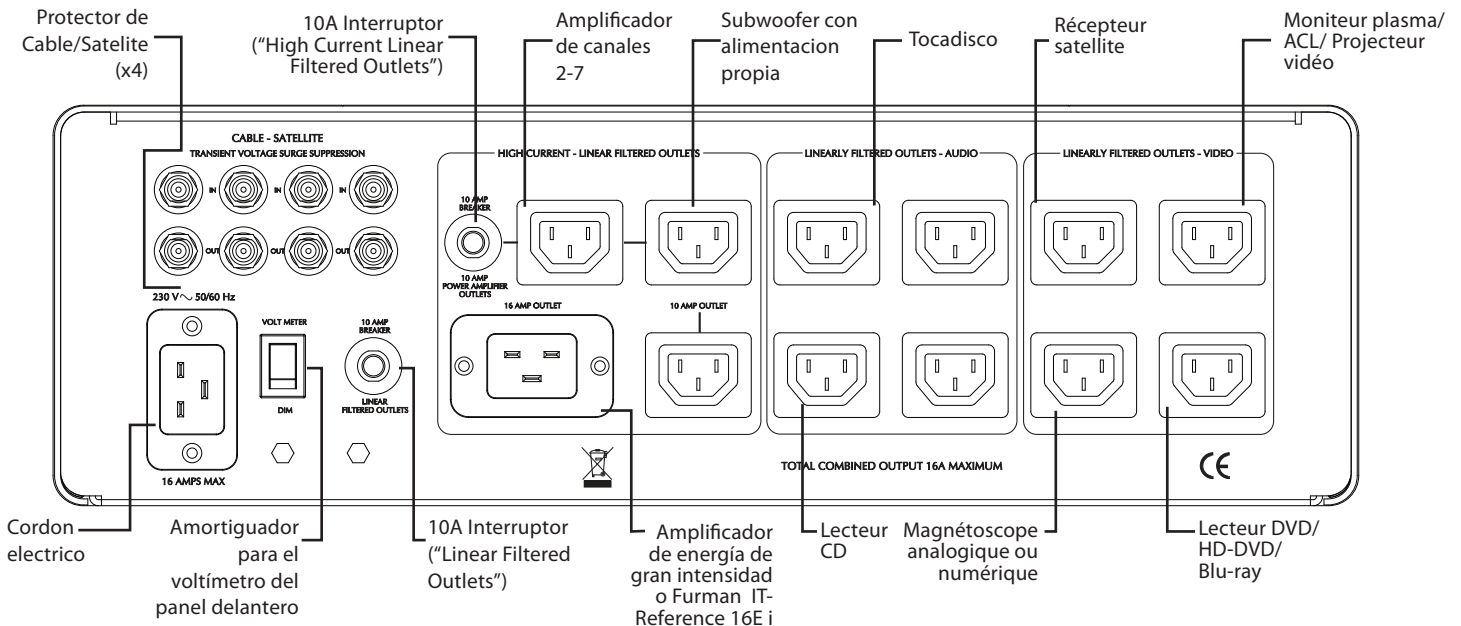 Protector de
Cable/Satelite
(x4)
10A Interruptor
(“High Current Linear
Filtered Outlets”)
Amplificador
de canales
2-7
Subwoofer con
alimentacion
propia
Tocadisco
Récepteur
satellite
Moniteur plasma/
ACL/ Projecteur
vidéo
CABLE - SATELLITE
TRANSIENT VOLTAGE SURGE SUPPRESSION
IN IN IN
OUT OUT OUT
230 V~ 50/60 Hz
16 AMPS MAX
VOLT METER
DIM
10 AMP
BREAKER
LINEAR
FILTERED OUTLETS
HIGH CURRENT - LINEAR FILTERED OUTLETS
10 AMP
BREAKER
10 AMP
POWER AMPLIFIER
OUTLETS
16 AMP OUTLET
10 AMP OUTLET
LINEARLY FILTERED OUTLETS - AUDIO
LINEARLY FILTERED OUTLETS - VIDEO
TOTAL COMBINED OUTPUT 16A MAXIMUM
CE
Cordon
electrico
Amortiguador
para el
voltímetro del
panel delantero
10A Interruptor
(“Linear Filtered
Outlets”)
Amplificador
de energía de
gran intensidad
o Furman IT-
Reference 16E i
Lecteur
CD
Magnétoscope
analogique ou
numérique
Lecteur DVD/
HD-DVD/
Blu-ray